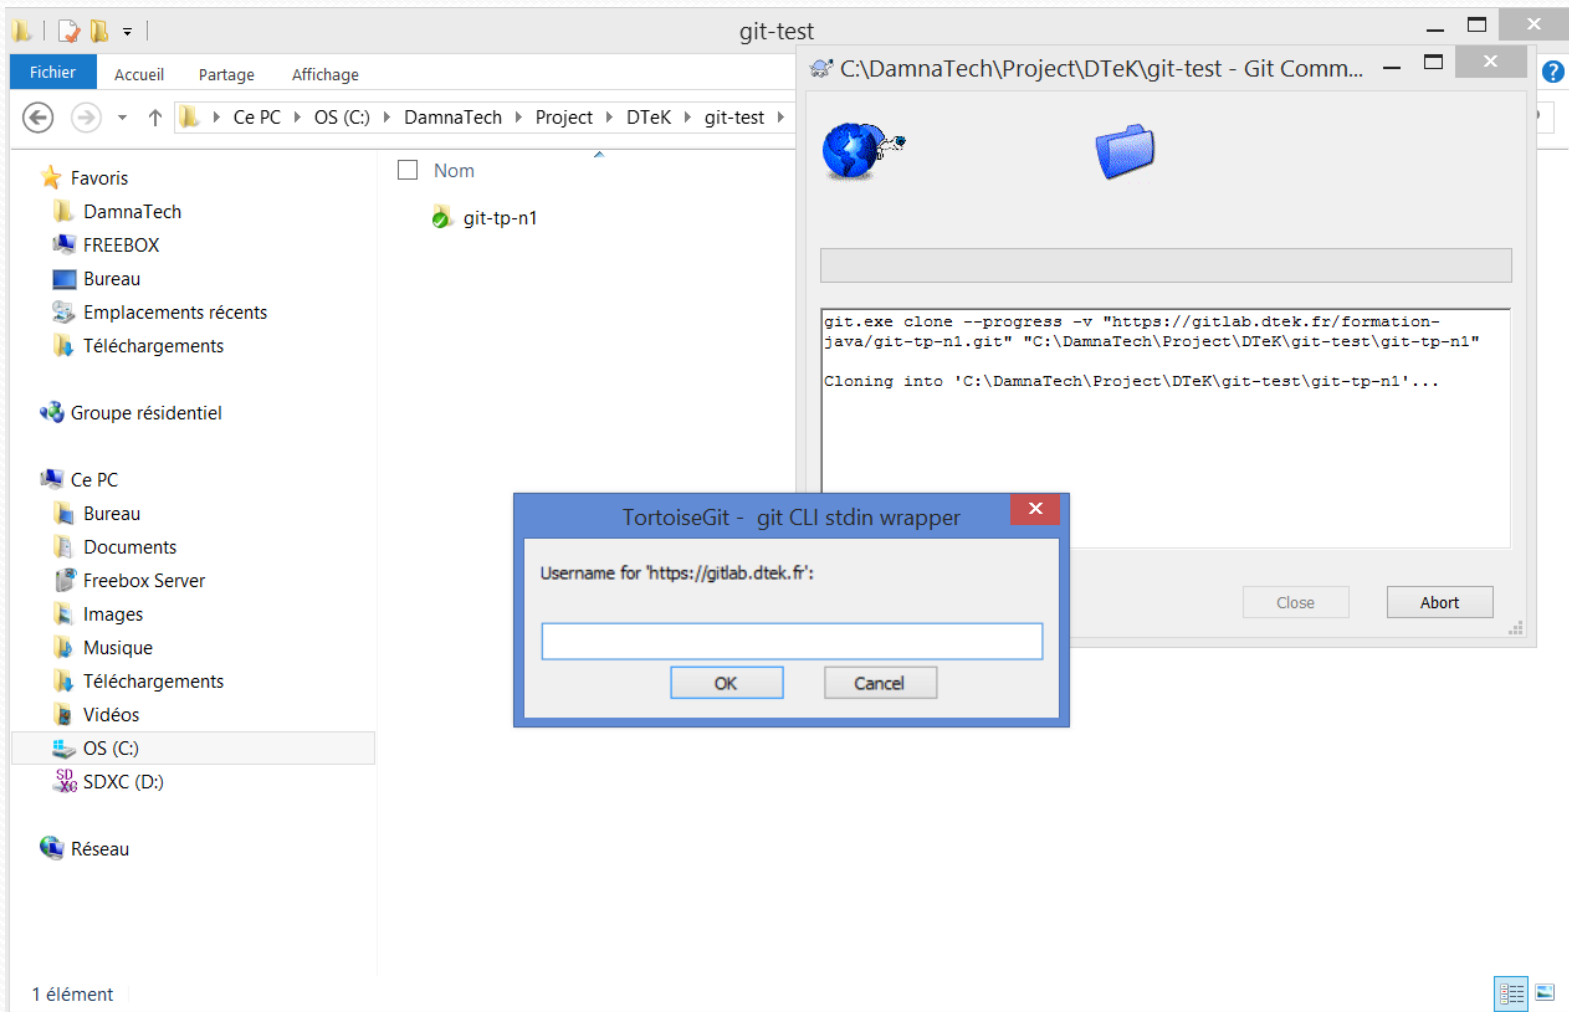 git-test
Fichier
Accueil
Partage
Affichage
Ce PC
OS (C:)
DamnaTech
Project
DTeK
git-test
Favoris
DamnaTech
FREEBOX
Bureau
Emplacements récents
Téléchargements
Groupe résidentiel
Ce PC
Bureau
Documents
Freebox Server
Images
Musique
Téléchargements
Vidéos
OS (C:)
SDXC (D:)
Réseau
Nom
git-tp-n1
1 élément
C:\DamnaTech\Project\DTeK\git-test - Git Comm...
git.exe clone --progress -v "https://gitlab.dtek.fr/formation-
java/git-tp-n1.git" "C:\DamnaTech\Project\DTeK\git-test\git-tp-n1"
Cloning into 'C:\DamnaTech\Project\DTeK\git-test\git-tp-n1'...
Close
Abort
TortoiseGit - git CLI stdin wrapper
Username for 'https://gitlab.dtek.fr':
OK
Cancel